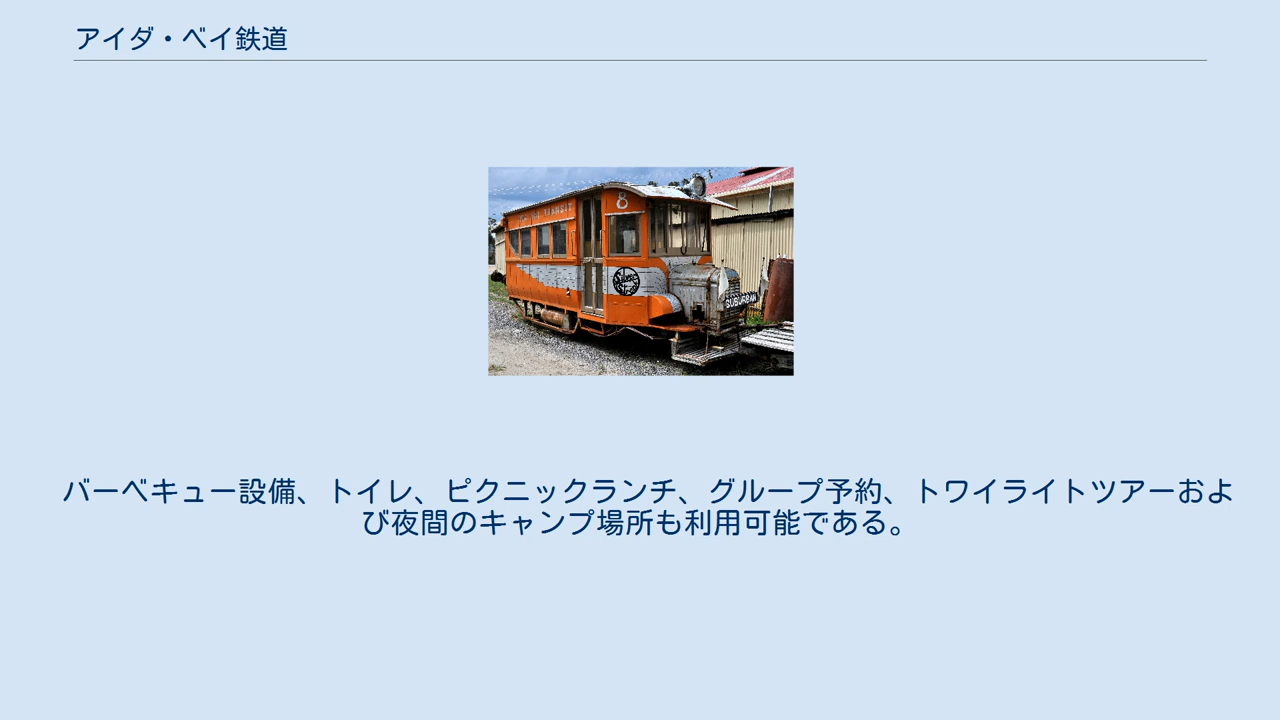 アイダ・ベイ鉄道
8
SUBURBAN
バーベキュー設備、トイレ、ピクニックランチ、グループ予約、トワイライトツアーおよ
び夜間のキャンプ場所も利用可能である。